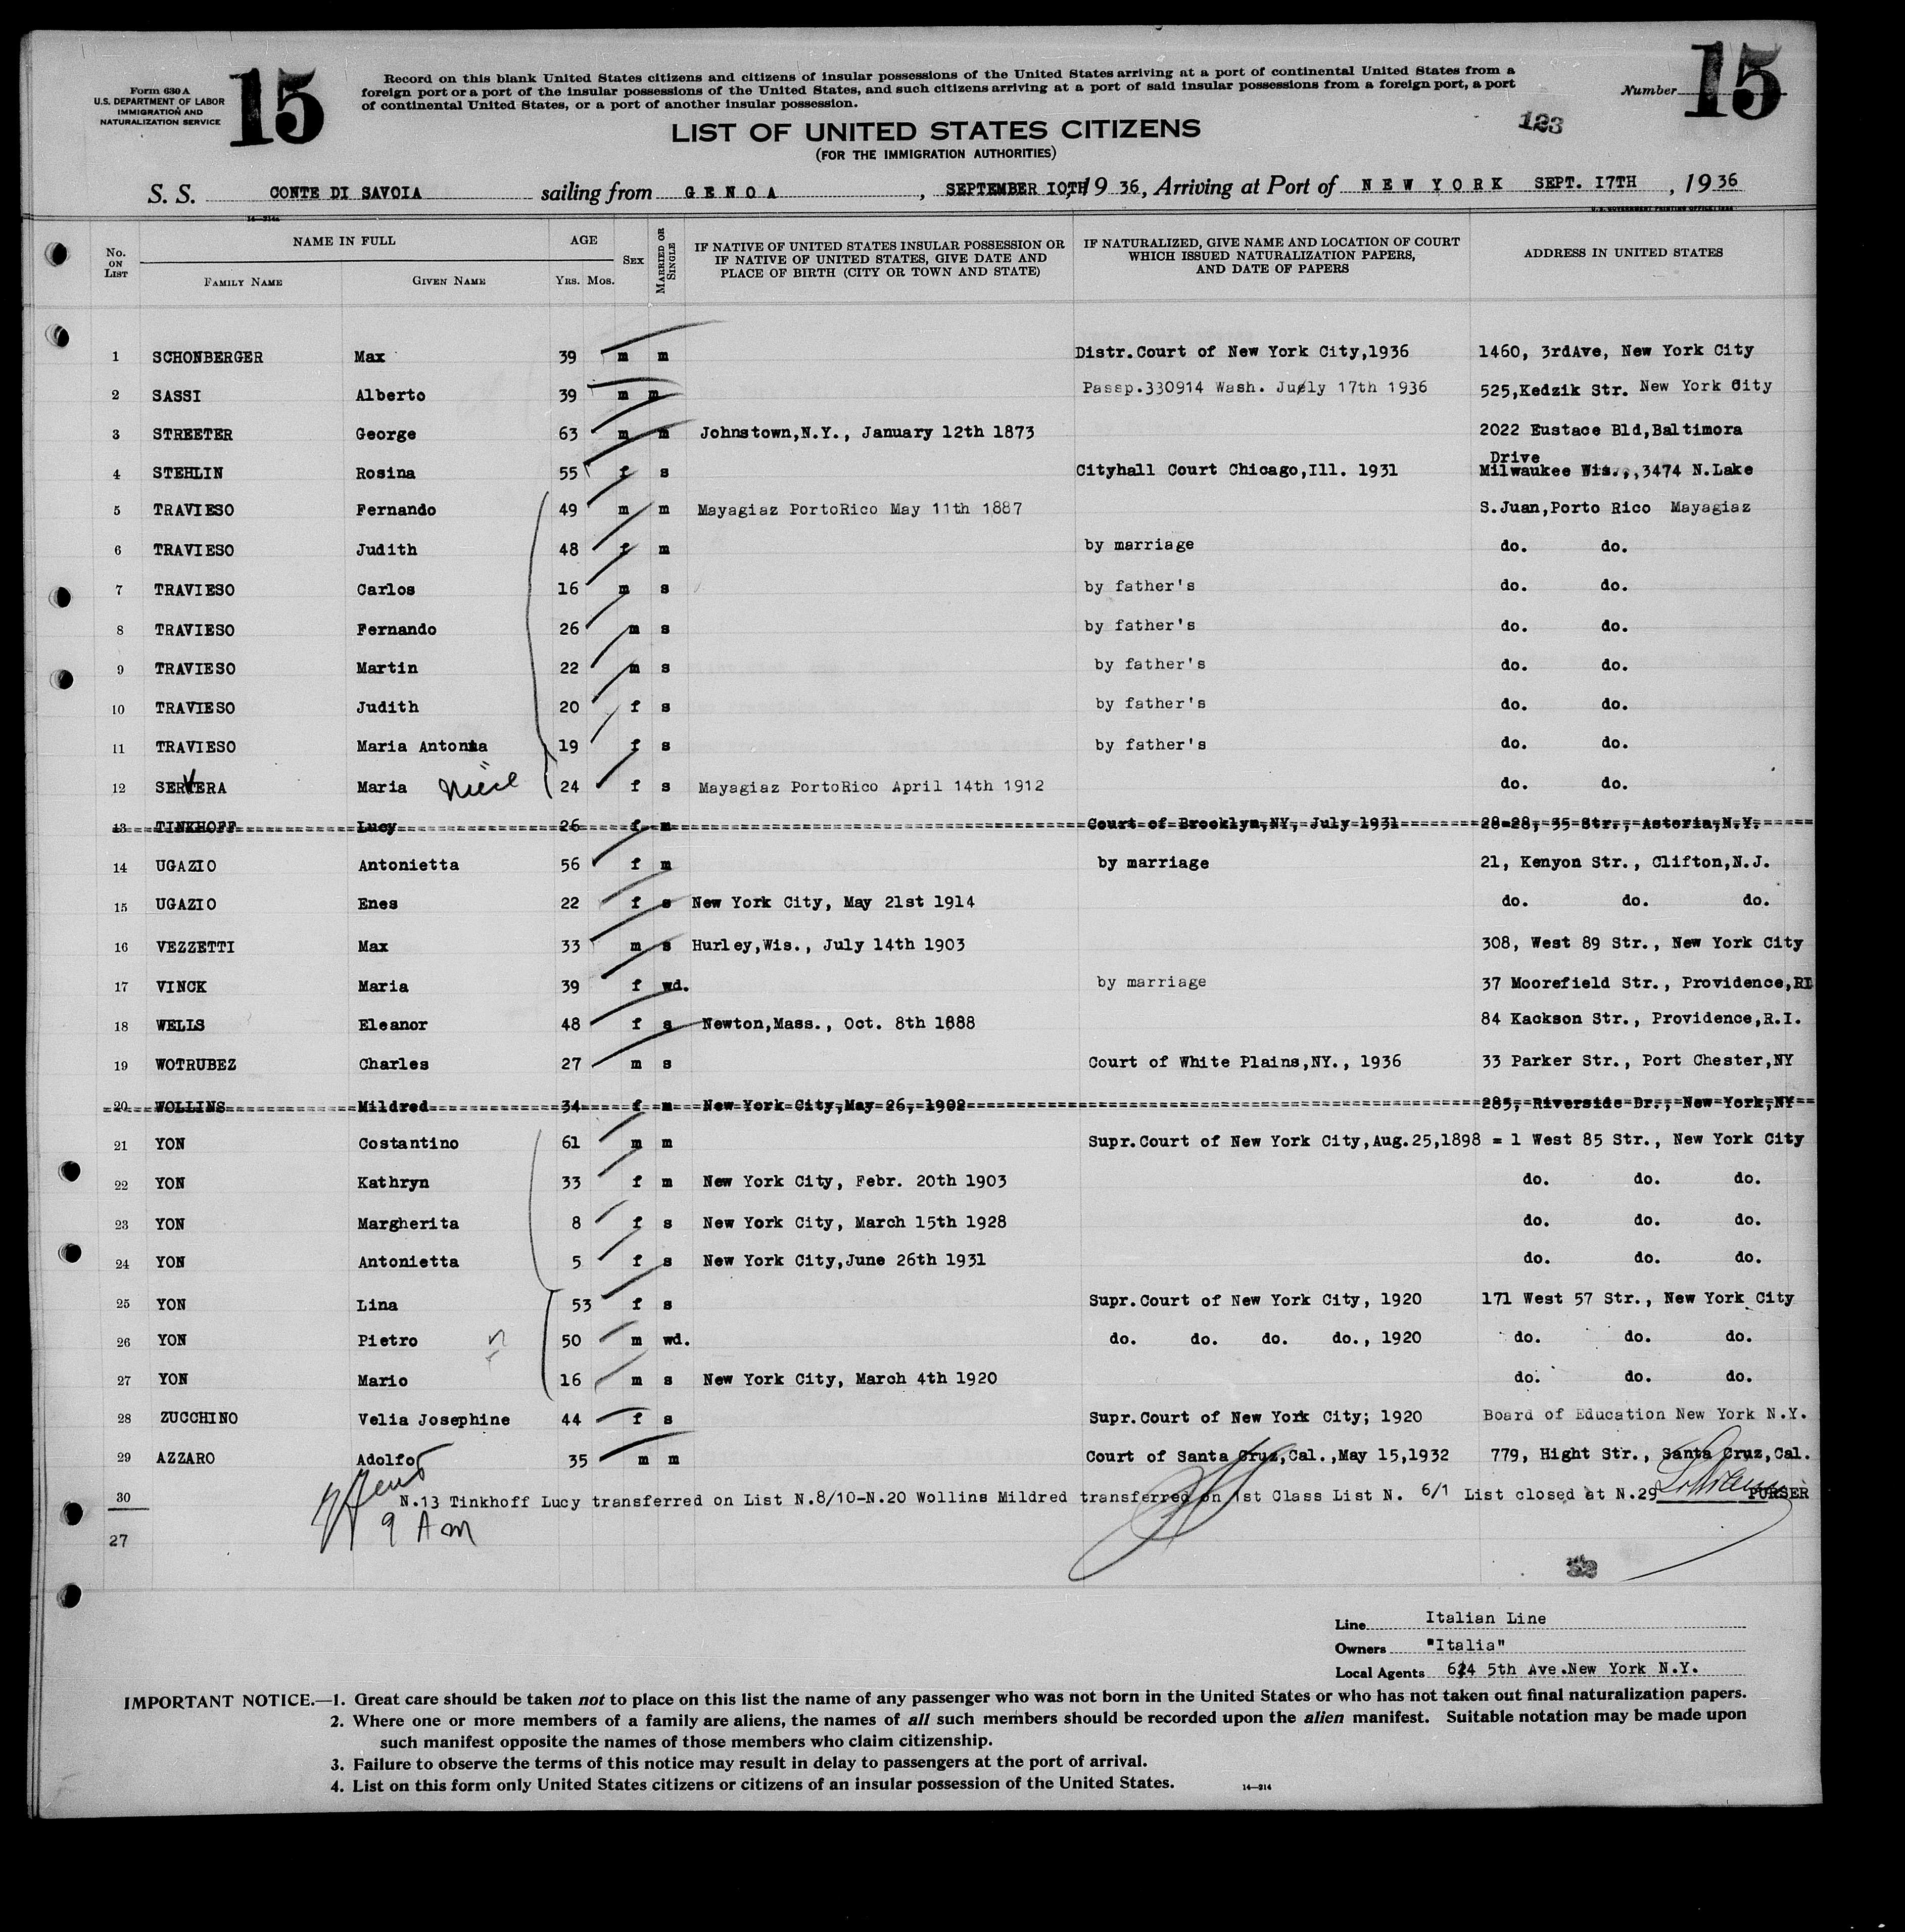 Form 630 A
U.S. DEPARTMENT OF LABOR
IMMIGRATION AND
NATURALIZATION SERVICE
15
Record on this blank United States citizens and citizens of insular possessions of the United States arriving at a port of continental United States from a
foreign port or a port of the insular possessions of the United States, and such citizens arriving at a port of said insular possessions from a foreign port, a port
of continental United States, or a port of another insular possession.
Number 15
123
LIST OF UNITED STATES CITIZENS
(FOR THE IMMIGRATION AUTHORITIES)
S. S. CONTE DI SAVOIA sailing from GENOA, SEPTEMBER 10TH, 1936, Arriving at Port of NEW YORK SEPT. 17TH, 1936
No. ON LIST NAME IN FULL FAMILY NAME GIVEN NAME AGE YRS. MOS. SEX MARRIED OR SINGLE IF NATIVE OF UNITED STATES INSULAR POSSESSION OR IF NATIVE OF UNITED STATES, GIVE DATE AND PLACE OF BIRTH (CITY OR TOWN AND STATE) IF NATURALIZED, GIVE NAME AND LOCATION OF COURT WHICH ISSUED NATURALIZATION PAPERS, AND DATE OF PAPERS ADDRESS IN UNITED STATES
1 SCHONBERGER Max 39 m m Distr.Court of New York City,1936 1460, 3rdAve, New York City
2 SASSI Alberto 39 m m Passp.330914 Wash. July 17th 1936 525,Kedzik Str. New York City
3 STREETER George 63 m m Johnstown,N.Y., January 12th 1873 2022 Eustace Bld,Baltimora
Drive
4 STEHLIN Rosina 55 f s Cityhall Court Chicago,Ill. 1931 Milwaukee Wis.,,3474 N.Lake
5 TRAVIESO Fernando 49 m m Mayagiaz PortoRico May 11th 1887 S.Juan,Porto Rico Mayagiaz
6 TRAVIESO Judith 48 f m by marriage do. do.
7 TRAVIESO Carlos 16 m s by father's do. do.
8 TRAVIESO Fernando 26 m s by father's do. do.
9 TRAVIESO Martin 22 m s by father's do. do.
10 TRAVIESO Judith 20 f s by father's do. do.
11 TRAVIESO Maria Antonia 19 f s by father's do. do.
12 SERVERA Maria niece 24 f s Mayagiaz PortoRico April 14th 1912 do. do.
13 TINKHOFF Lucy 26 f m Court of Brooklyn,NY, July 1931 28-28, 35 Str., Astoria,N.Y.
14 UGAZIO Antonietta 56 f m by marriage 21, Kenyon Str., Clifton,N.J.
15 UGAZIO Enes 22 f s New York City, May 21st 1914 do. do. do.
16 VEZZETTI Max 33 m s Hurley,Wis., July 14th 1903 308, West 89 Str., New York City
17 VINCK Maria 39 f wd. by marriage 37 Moorefield Str., Providence,RI
18 WELLS Eleanor 48 f s Newton,Mass., Oct. 8th 1888 84 Kackson Str., Providence,R.I.
19 WOTRUBEZ Charles 27 m s Court of White Plains,NY., 1936 33 Parker Str., Port Chester,NY
20 WOLLINS Mildred 34 f m New York City,May 26, 1902 285, Riverside Dr., New York,NY
21 YON Costantino 61 m m Supr.Court of New York City,Aug.25,1898 = 1 West 85 Str., New York City
22 YON Kathryn 33 f m New York City, Febr. 20th 1903 do. do. do.
23 YON Margherita 8 f s New York City, March 15th 1928 do. do. do.
24 YON Antonietta 5 f s New York City,June 26th 1931 do. do. do.
25 YON Lina 53 f s Supr.Court of New York City, 1920 171 West 57 Str., New York City
26 YON Pietro 50 m wd. do. do. do. do., 1920 do. do. do.
27 YON Mario 16 m s New York City, March 4th 1920 do. do. do.
28 ZUCCHINO Velia Josephine 44 f s Supr.Court of New York City; 1920 Board of Education New York N.Y.
29 AZZARO Adolfo 35 m m Court of Santa Cruz,Cal.,May 15,1932 779, Hight Str., Santa Cruz,Cal.
30 N.13 Tinkhoff Lucy transferred on List N.8/10-N.20 Wollins Mildred transferred on 1st Class List N. 6/1 List closed at N.29 PURSER
9 Am
27
Line Italian Line
Owners "Italia"
Local Agents 624 5th Ave.New York N.Y.
IMPORTANT NOTICE.—1. Great care should be taken not to place on this list the name of any passenger who was not born in the United States or who has not taken out final naturalization papers.
2. Where one or more members of a family are aliens, the names of all such members should be recorded upon the alien manifest. Suitable notation may be made upon
such manifest opposite the names of those members who claim citizenship.
3. Failure to observe the terms of this notice may result in delay to passengers at the port of arrival.
4. List on this form only United States citizens or citizens of an insular possession of the United States.
14—314